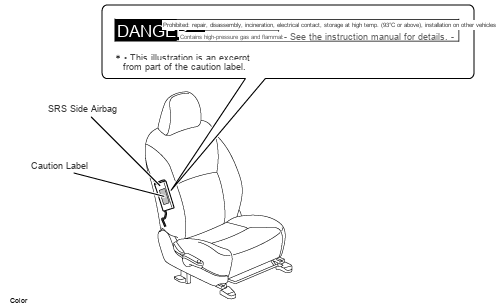 DANGE
Prohibited: repair, disassembly, incineration, electrical contact, storage at high temp. (93°C or above), installation on other vehicles
Contains high-pressure gas and flammat - See the instruction manual for details. -
* • This illustration is an excerpt
from part of the caution label.
SRS Side Airbag
Caution Label
Color